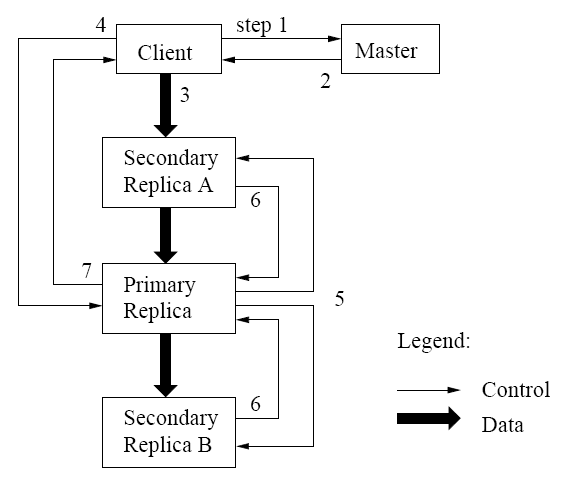 4
step 1
Client
Master
2
3
Secondary
Replica A
6
7
Primary
Replica
5
Secondary
Replica B
6
Legend:
Control
Data